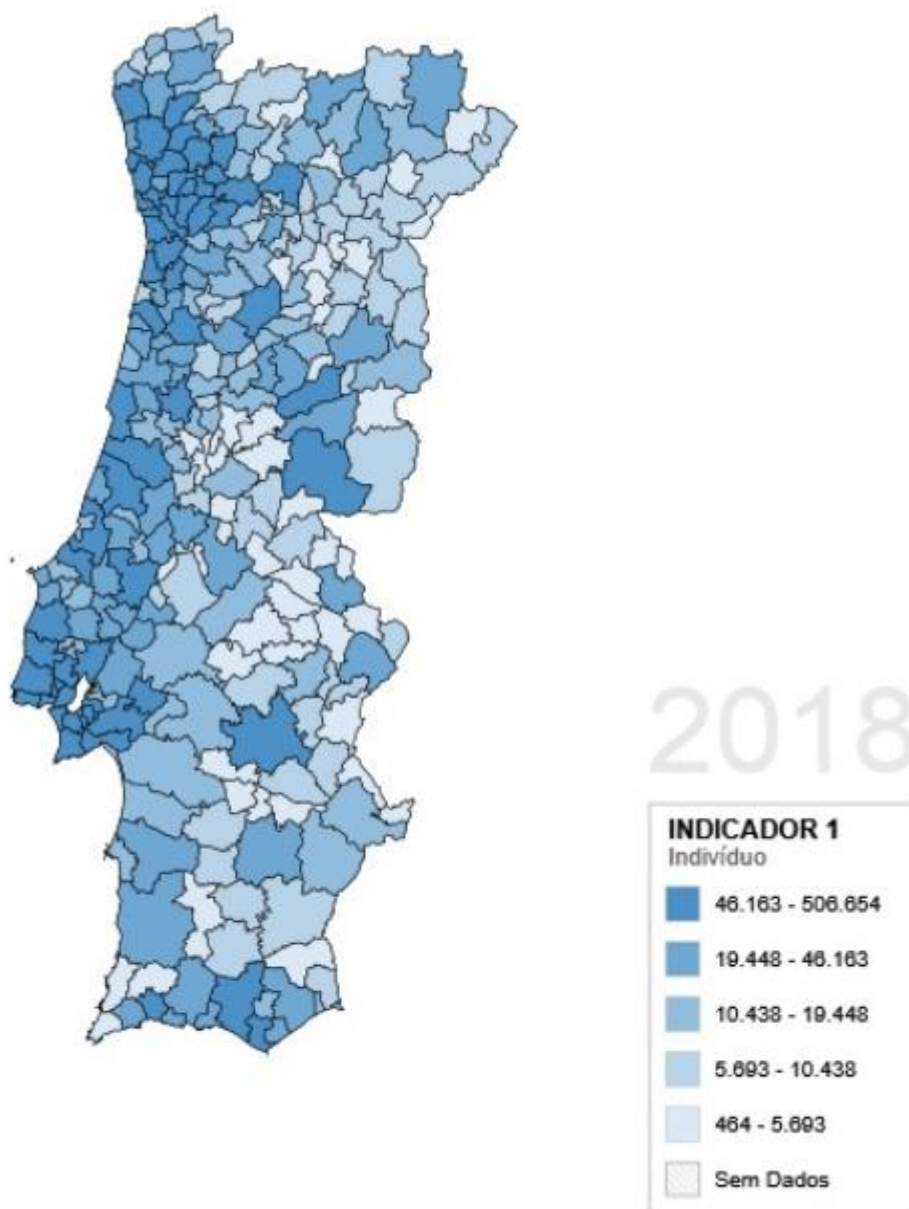 2018
INDICADOR 1
Indivíduo
46.163 - 506.654
19.448 - 46.163
10.438 - 19.448
5.693 - 10.438
464 - 5.693
Sem Dados